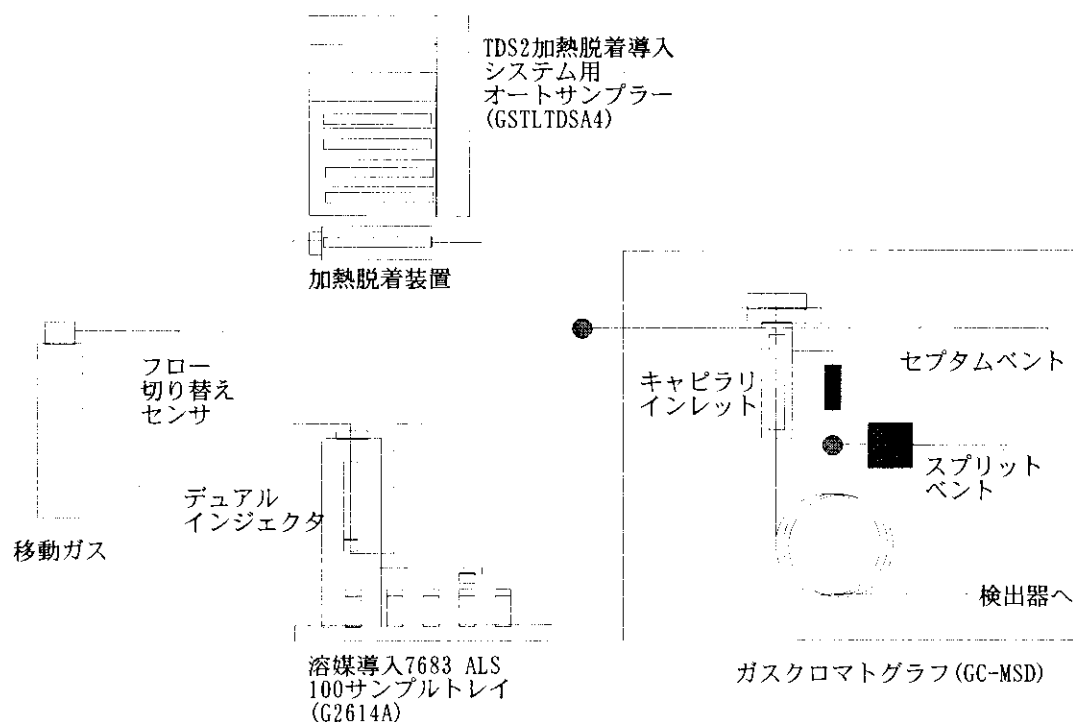 TDS2加熱脱着導入
システム用
オートサンプラー
(GSTLTDSA4)
加熱脱着装置
フロー
切り替え
センサ
移動ガス
デュアル
インジェクタ
溶媒導入7683 ALS
100サンプルトレイ
(G2614A)
キャピラリ
インレット
セプタムベント
スプリット
ベント
検出器へ
ガスクロマトグラフ(GC-MSD)